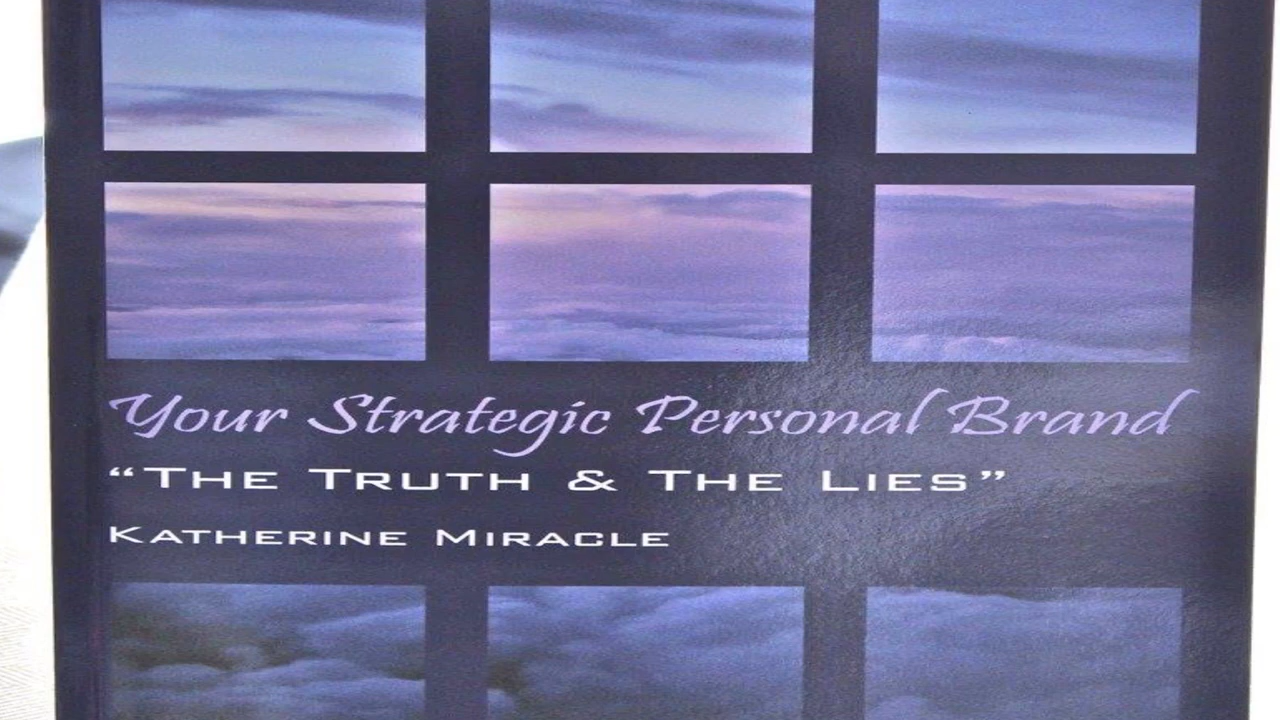 Your Strategic Personal Brand
“THE TRUTH & THE LIES”
KATHERINE MIRACLE